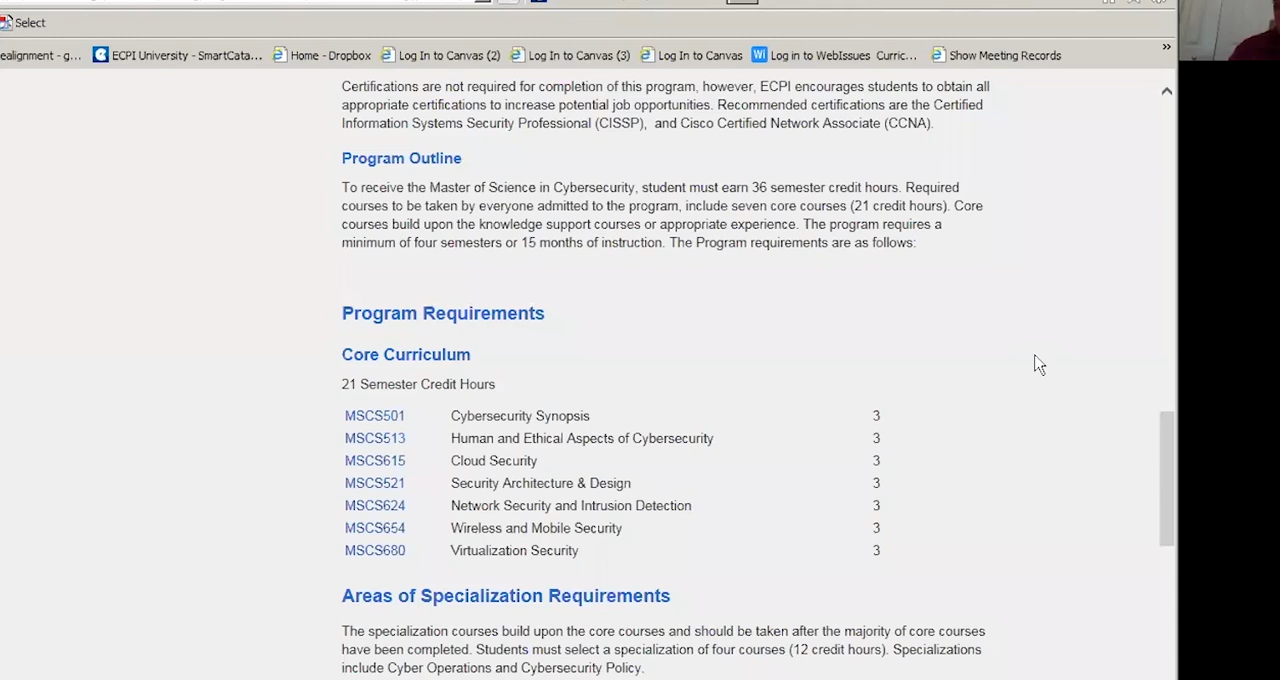 Select
ealignment - g...
ECPI University - SmartCata...
Home - Dropbox
Log In to Canvas (2)
Log In to Canvas (3)
Log In to Canvas
Wi
Log in to WebIssues Curric...
Show Meeting Records
»
Certifications are not required for completion of this program, however, ECPI encourages students to obtain all
appropriate certifications to increase potential job opportunities. Recommended certifications are the Certified
Information Systems Security Professional (CISSP), and Cisco Certified Network Associate (CCNA).
Program Outline
To receive the Master of Science in Cybersecurity, student must earn 36 semester credit hours. Required
courses to be taken by everyone admitted to the program, include seven core courses (21 credit hours). Core
courses build upon the knowledge support courses or appropriate experience. The program requires a
minimum of four semesters or 15 months of instruction. The Program requirements are as follows:
Program Requirements
Core Curriculum
21 Semester Credit Hours
MSCS501 Cybersecurity Synopsis 3
MSCS513 Human and Ethical Aspects of Cybersecurity 3
MSCS615 Cloud Security 3
MSCS521 Security Architecture & Design 3
MSCS624 Network Security and Intrusion Detection 3
MSCS654 Wireless and Mobile Security 3
MSCS680 Virtualization Security 3
Areas of Specialization Requirements
The specialization courses build upon the core courses and should be taken after the majority of core courses
have been completed. Students must select a specialization of four courses (12 credit hours). Specializations
include Cyber Operations and Cybersecurity Policy.